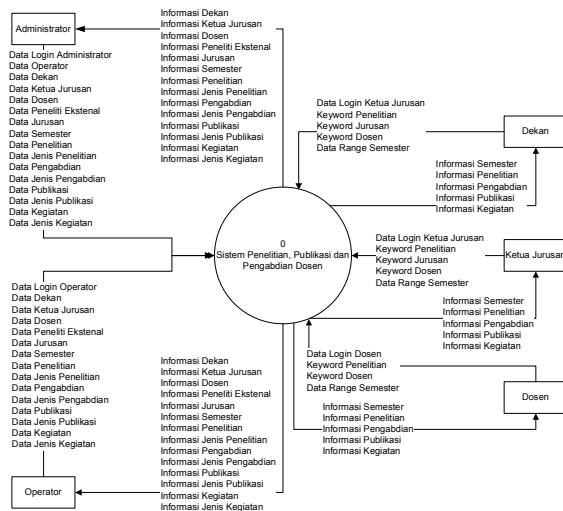 Administrator
Data Login Administrator
Data Operator
Data Dekan
Data Ketua Jurusan
Data Dosen
Data Peneliti Ekstenal
Data Jurusan
Data Semester
Data Penelitian
Data Jenis Penelitian
Data Pengabdian
Data Jenis Pengabdian
Data Publikasi
Data Jenis Publikasi
Data Kegiatan
Data Jenis Kegiatan
Informasi Dekan
Informasi Ketua Jurusan
Informasi Dosen
Informasi Peneliti Ekstenal
Informasi Jurusan
Informasi Semester
Informasi Penelitian
Informasi Jenis Penelitian
Informasi Pengabdian
Informasi Jenis Pengabdian
Informasi Publikasi
Informasi Jenis Publikasi
Informasi Kegiatan
Informasi Jenis Kegiatan
Data Login Ketua Jurusan
Keyword Penelitian
Keyword Jurusan
Keyword Dosen
Data Range Semester
Dekan
Informasi Semester
Informasi Penelitian
Informasi Pengabdian
Informasi Publikasi
Informasi Kegiatan
0
Sistem Penelitian, Publikasi dan
Pengabdian Dosen
Data Login Ketua Jurusan
Keyword Penelitian
Keyword Jurusan
Keyword Dosen
Data Range Semester
Ketua Jurusan
Informasi Semester
Informasi Penelitian
Informasi Pengabdian
Informasi Publikasi
Informasi Kegiatan
Data Login Dosen
Keyword Penelitian
Keyword Dosen
Data Range Semester
Dosen
Informasi Semester
Informasi Penelitian
Informasi Pengabdian
Informasi Publikasi
Informasi Kegiatan
Data Login Operator
Data Dekan
Data Ketua Jurusan
Data Dosen
Data Peneliti Ekstenal
Data Jurusan
Data Semester
Data Penelitian
Data Jenis Penelitian
Data Pengabdian
Data Jenis Pengabdian
Data Publikasi
Data Jenis Publikasi
Data Kegiatan
Data Jenis Kegiatan
Operator
Informasi Dekan
Informasi Ketua Jurusan
Informasi Dosen
Informasi Peneliti Ekstenal
Informasi Jurusan
Informasi Semester
Informasi Penelitian
Informasi Jenis Penelitian
Informasi Pengabdian
Informasi Jenis Pengabdian
Informasi Publikasi
Informasi Jenis Publikasi
Informasi Kegiatan
Informasi Jenis Kegiatan